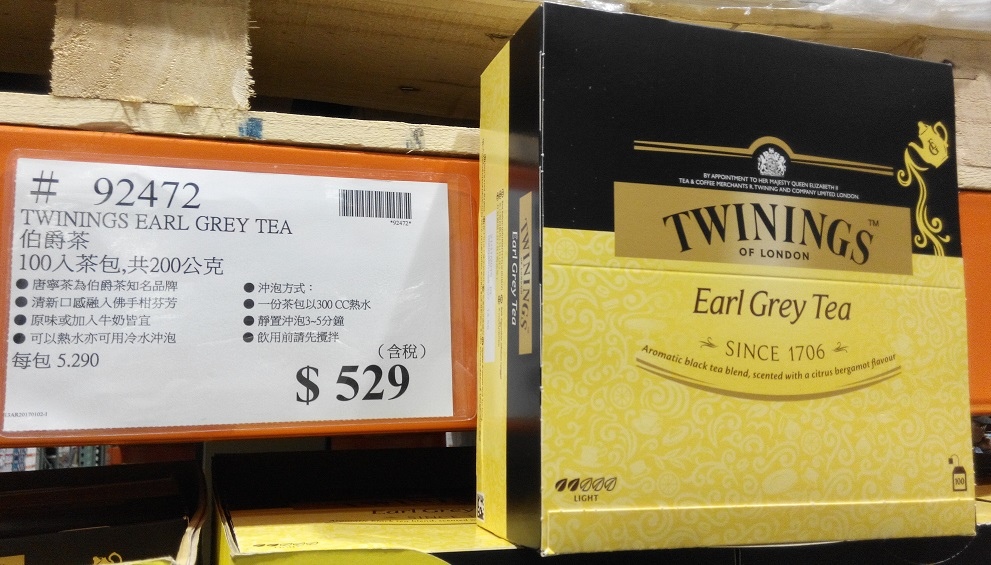 # 92472
*92472*
TWININGS EARL GREY TEA
伯爵茶
100入茶包,共200公克
● 唐寧茶為伯爵茶知名品牌
● 清新口感融入佛手柑芬芳
● 原味或加入牛奶皆宜
● 可以熱水亦可用冷水沖泡
● 沖泡方式：
● 一份茶包以300 CC熱水
● 靜置沖泡3~5分鐘
● 飲用前請先攪拌
每包 5.290
（含稅）
$ 529
TWININGS
Earl Grey Tea
BY APPOINTMENT TO HER MAJESTY QUEEN ELIZABETH II
TEA & COFFEE MERCHANTS R. TWINING AND COMPANY LIMITED LONDON.
TWININGS™
OF LONDON
Earl Grey Tea
SINCE 1706
Aromatic black tea blend, scented with a citrus bergamot flavour
LIGHT
100
Earl Grey